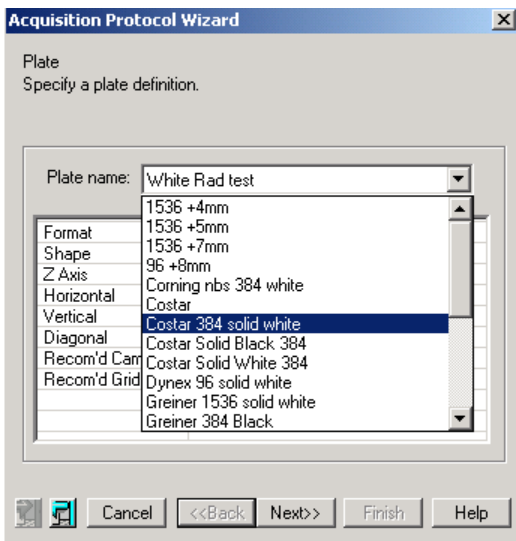 Acquisition Protocol Wizard
Plate
Specify a plate definition.
Plate name: White Rad test
1536 +4mm
1536 +5mm
1536 +7mm
96 +8mm
Corning nbs 384 white
Costar
Costar 384 solid white
Costar Solid Black 384
Costar Solid White 384
Dynex 96 solid white
Greiner 1536 solid white
Greiner 384 Black
Format
Shape
Z Axis
Horizontal
Vertical
Diagonal
Recom'd Cam
Recom'd Grid
Cancel <<Back Next>> Finish Help